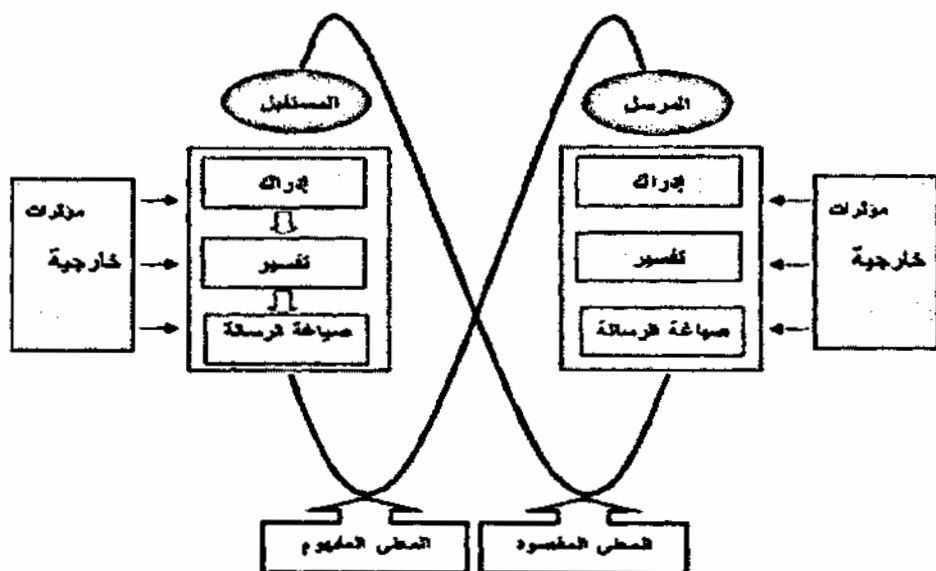 المرسل
المستقبل
إدراك
تفسير
صياغة الرسالة
مؤثرات
خارجية
إدراك
تفسير
صياغة الرسالة
مؤثرات
خارجية
المعنى المقصود
المعنى المفهوم